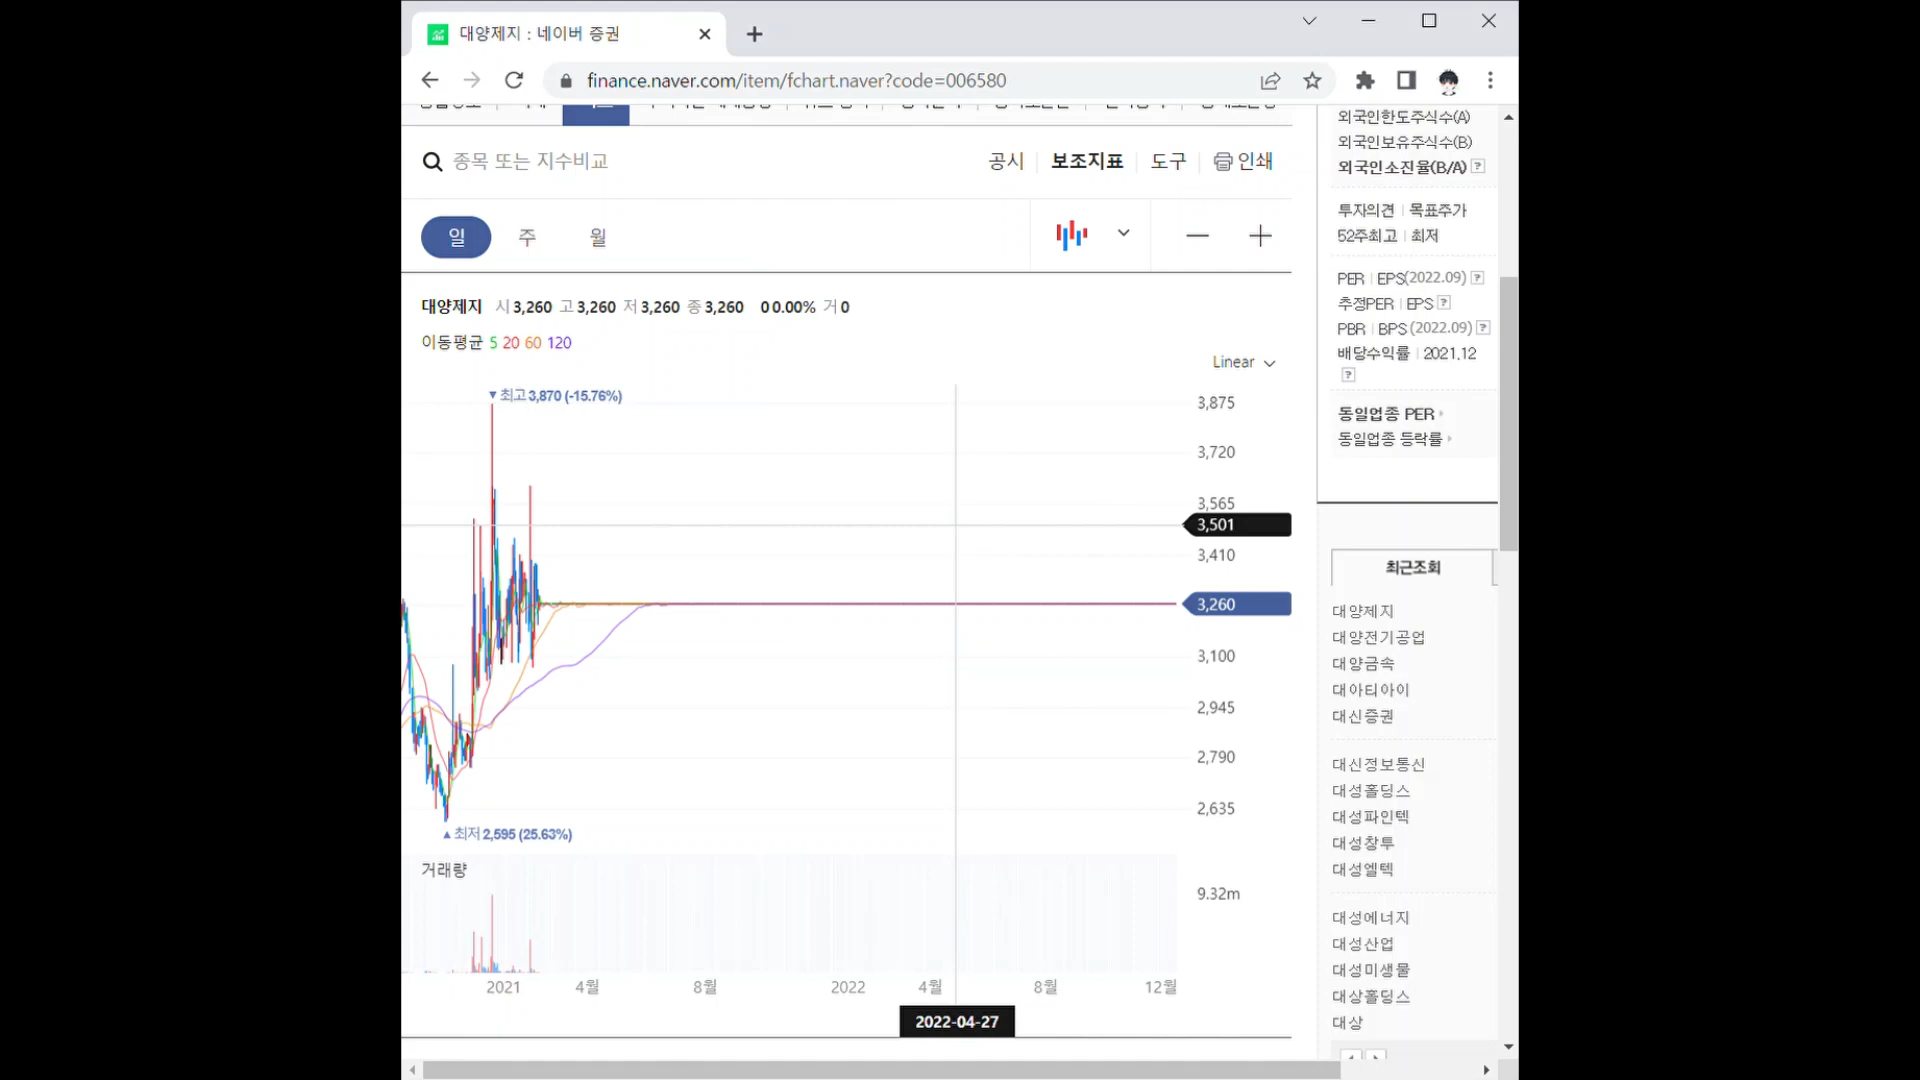 대양제지 : 네이버 증권
finance.naver.com/item/fchart.naver?code=006580
종목 또는 지수비교
공시 보조지표 도구 인쇄
일 주 월
대양제지 시 3,260 고 3,260 저 3,260 종 3,260 0 0.00% 거 0
이동평균 5 20 60 120
Linear
▼최고 3,870 (-15.76%)
3,875
3,720
3,565
3,501
3,410
3,260
3,100
2,945
2,790
2,635
▲최저 2,595 (25.63%)
거래량
9.32m
2021 4월 8월 2022 4월 8월 12월
2022-04-27
외국인한도주식수(A)
외국인보유주식수(B)
외국인소진율(B/A) ?
투자의견 | 목표주가
52주최고 | 최저
PER | EPS(2022.09) ?
추정PER | EPS ?
PBR | BPS (2022.09) ?
배당수익률 | 2021.12
?
동일업종 PER
동일업종 등락률
최근조회
대양제지
대양전기공업
대양금속
대아티아이
대신증권
대신정보통신
대성홀딩스
대성파인텍
대성창투
대성엘텍
대성에너지
대성산업
대성미생물
대상홀딩스
대상